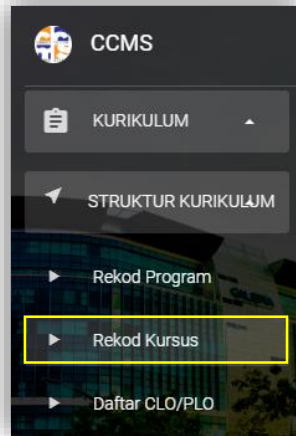 CCMS
KURIKULUM
STRUKTUR KURIKULUM
Rekod Program
Rekod Kursus
Daftar CLO/PLO